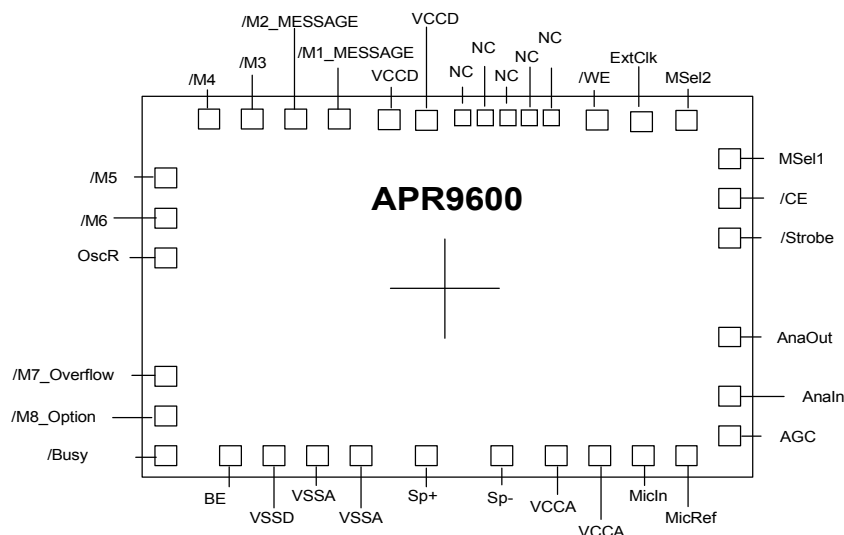 /M2_MESSAGE
VCCD
/M1_MESSAGE
NC
NC
NC
/M3
/M4
VCCD
NC
NC
/WE
ExtClk
MSel2
MSel1
/M5
APR9600
/CE
/M6
/Strobe
OscR
AnaOut
/M7_Overflow
AnaIn
/M8_Option
AGC
/Busy
BE
VSSD
VSSA
VSSA
Sp+
Sp-
VCCA
VCCA
MicIn
MicRef